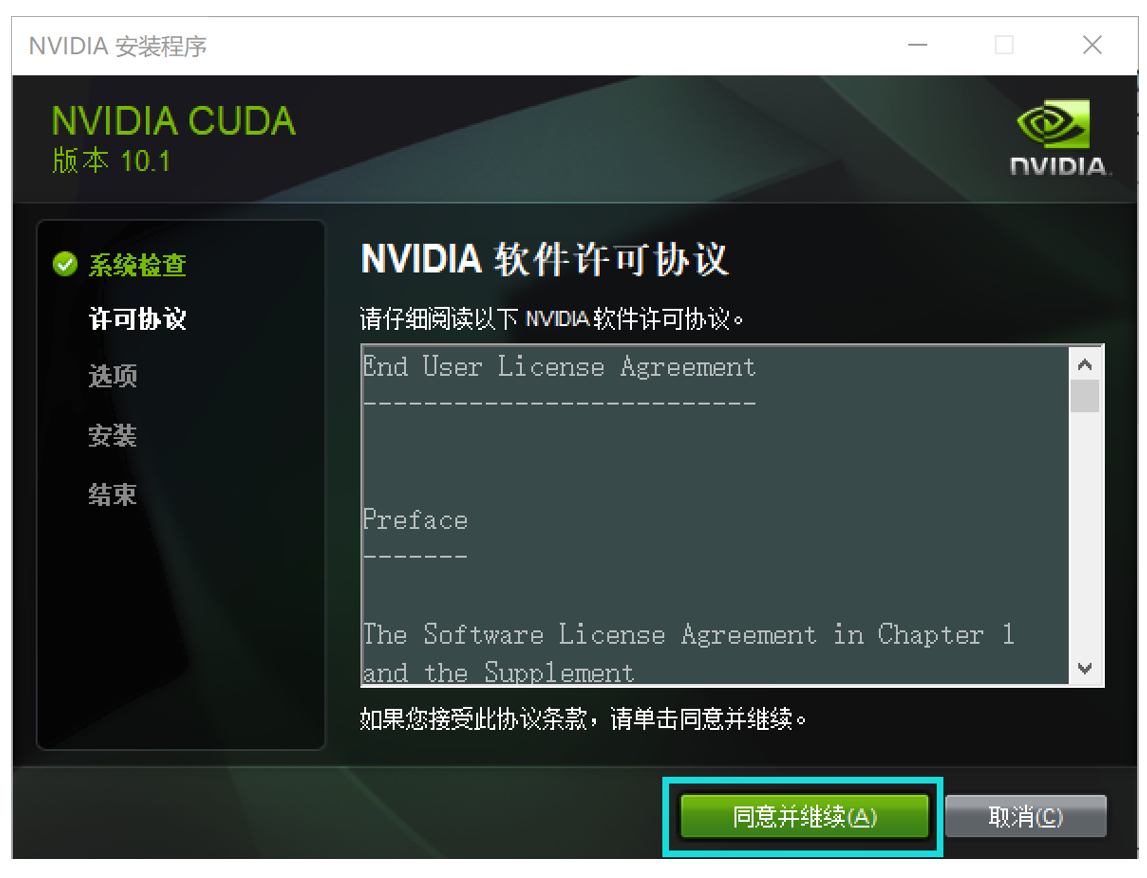 NVIDIA 安装程序
NVIDIA CUDA
版本 10.1
NVIDIA.
系统检查
许可协议
选项
安装
结束
NVIDIA 软件许可协议
请仔细阅读以下 NVIDIA 软件许可协议。
End User License Agreement
--------------------------
Preface
-------
The Software License Agreement in Chapter 1
and the Supplement
如果您接受此协议条款，请单击同意并继续。
同意并继续(A)
取消(C)